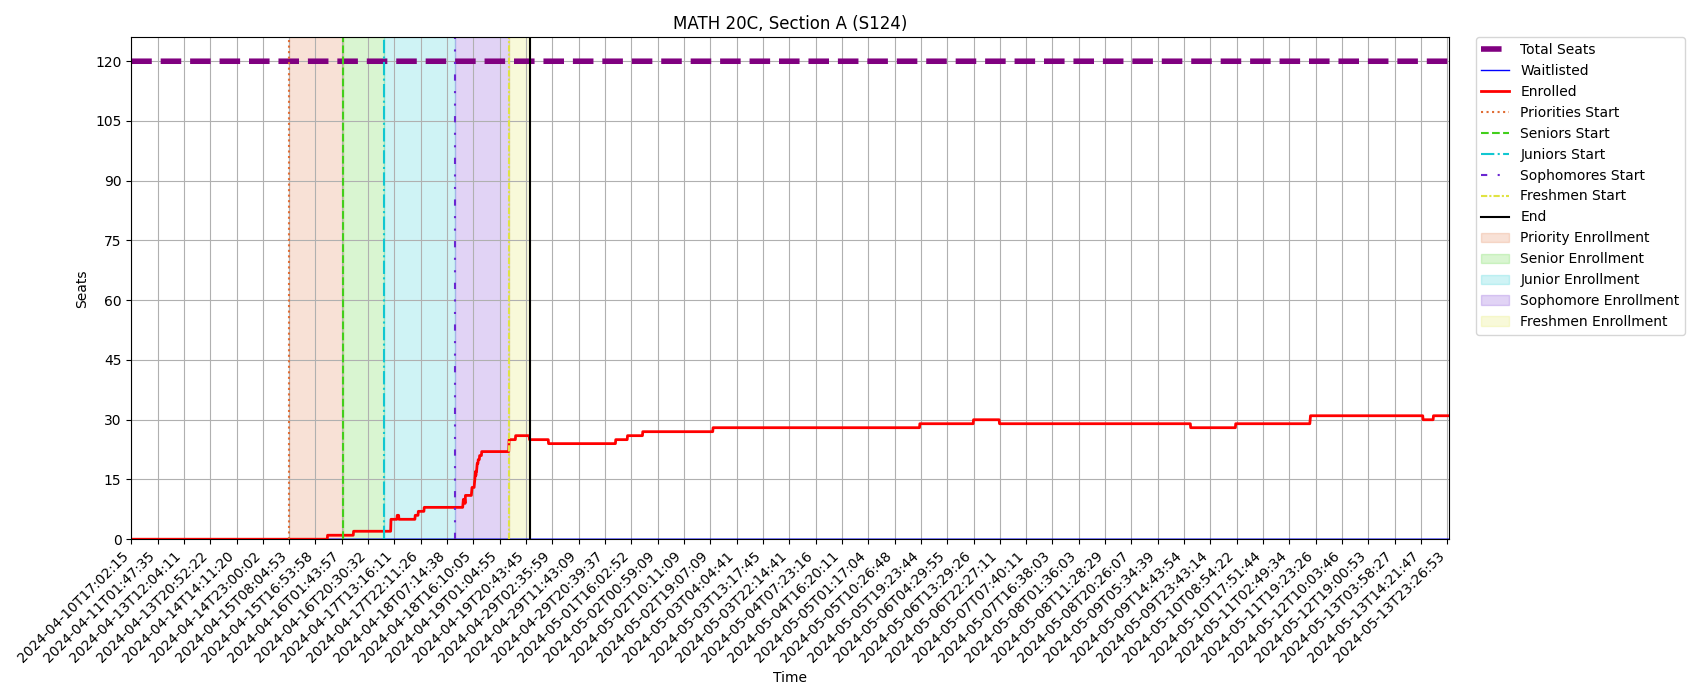 MATH 20C, Section A (S124)
Seats
120
105
90
75
60
45
30
15
0
2024-04-10T17:02:15
2024-04-11T01:47:35
2024-04-13T12:04:11
2024-04-13T20:52:22
2024-04-14T14:11:20
2024-04-14T23:00:02
2024-04-15T08:04:53
2024-04-15T16:53:58
2024-04-16T01:43:57
2024-04-16T20:30:32
2024-04-17T13:16:11
2024-04-17T22:11:26
2024-04-18T07:14:38
2024-04-18T16:10:05
2024-04-19T01:04:55
2024-04-19T20:43:45
2024-04-29T02:35:59
2024-04-29T11:43:09
2024-04-29T20:39:37
2024-05-01T16:02:52
2024-05-02T00:59:09
2024-05-02T10:11:09
2024-05-02T19:07:09
2024-05-03T04:04:41
2024-05-03T13:17:45
2024-05-03T22:14:41
2024-05-04T07:23:16
2024-05-04T16:20:11
2024-05-05T01:17:04
2024-05-05T10:26:48
2024-05-05T19:23:44
2024-05-06T04:29:55
2024-05-06T13:29:26
2024-05-06T22:27:11
2024-05-07T07:40:11
2024-05-07T16:38:03
2024-05-08T01:36:03
2024-05-08T11:28:29
2024-05-08T20:26:07
2024-05-09T05:34:39
2024-05-09T14:43:54
2024-05-09T23:43:14
2024-05-10T08:54:22
2024-05-10T17:51:44
2024-05-11T02:49:34
2024-05-11T19:23:26
2024-05-12T10:03:46
2024-05-12T19:00:53
2024-05-13T03:58:27
2024-05-13T14:21:47
2024-05-13T23:26:53
Time
Total Seats
Waitlisted
Enrolled
Priorities Start
Seniors Start
Juniors Start
Sophomores Start
Freshmen Start
End
Priority Enrollment
Senior Enrollment
Junior Enrollment
Sophomore Enrollment
Freshmen Enrollment